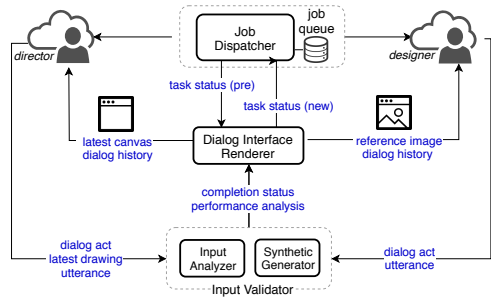 job
queue
Job
Dispatcher
director
designer
task status (pre)
task status (new)
latest canvas
dialog history
Dialog Interface
Renderer
reference image
dialog history
completion status
performance analysis
dialog act
latest drawing
utterance
Input
Analyzer
Synthetic
Generator
dialog act
utterance
Input Validator